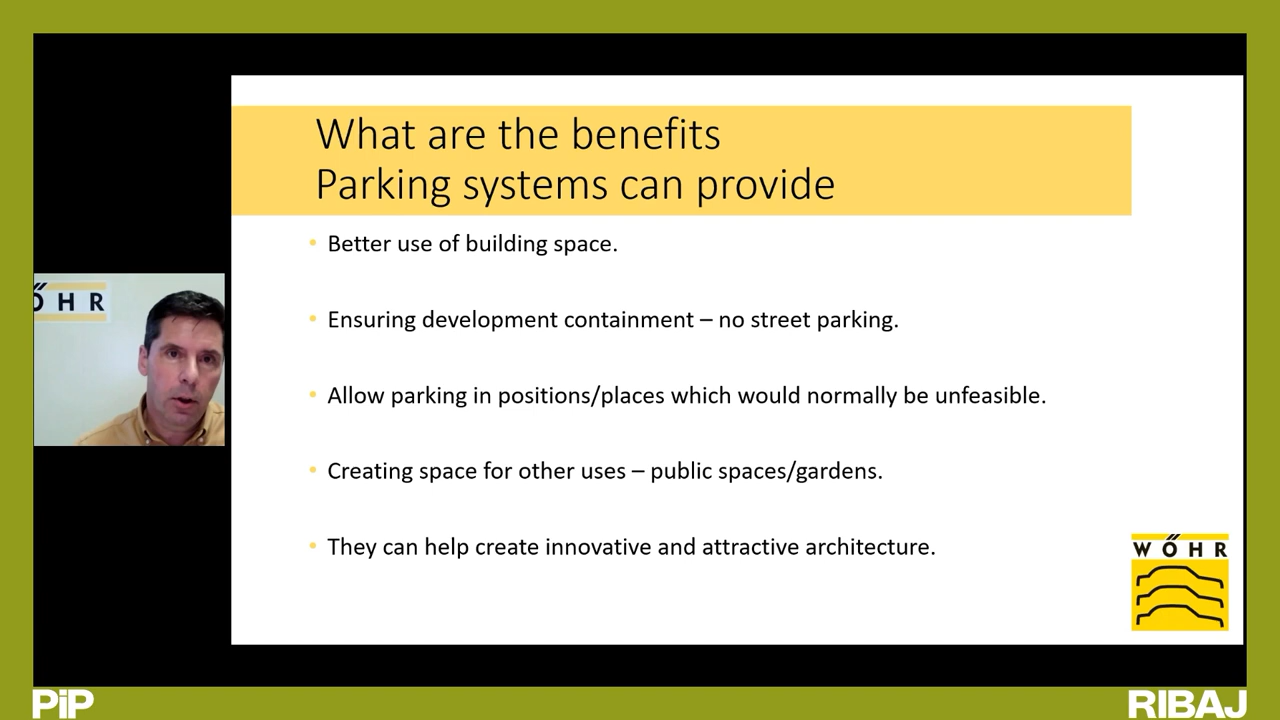 What are the benefits
Parking systems can provide
• Better use of building space.
• Ensuring development containment – no street parking.
• Allow parking in positions/places which would normally be unfeasible.
• Creating space for other uses – public spaces/gardens.
• They can help create innovative and attractive architecture.
ŐHR
WŐHR
PiP
RIBAJ